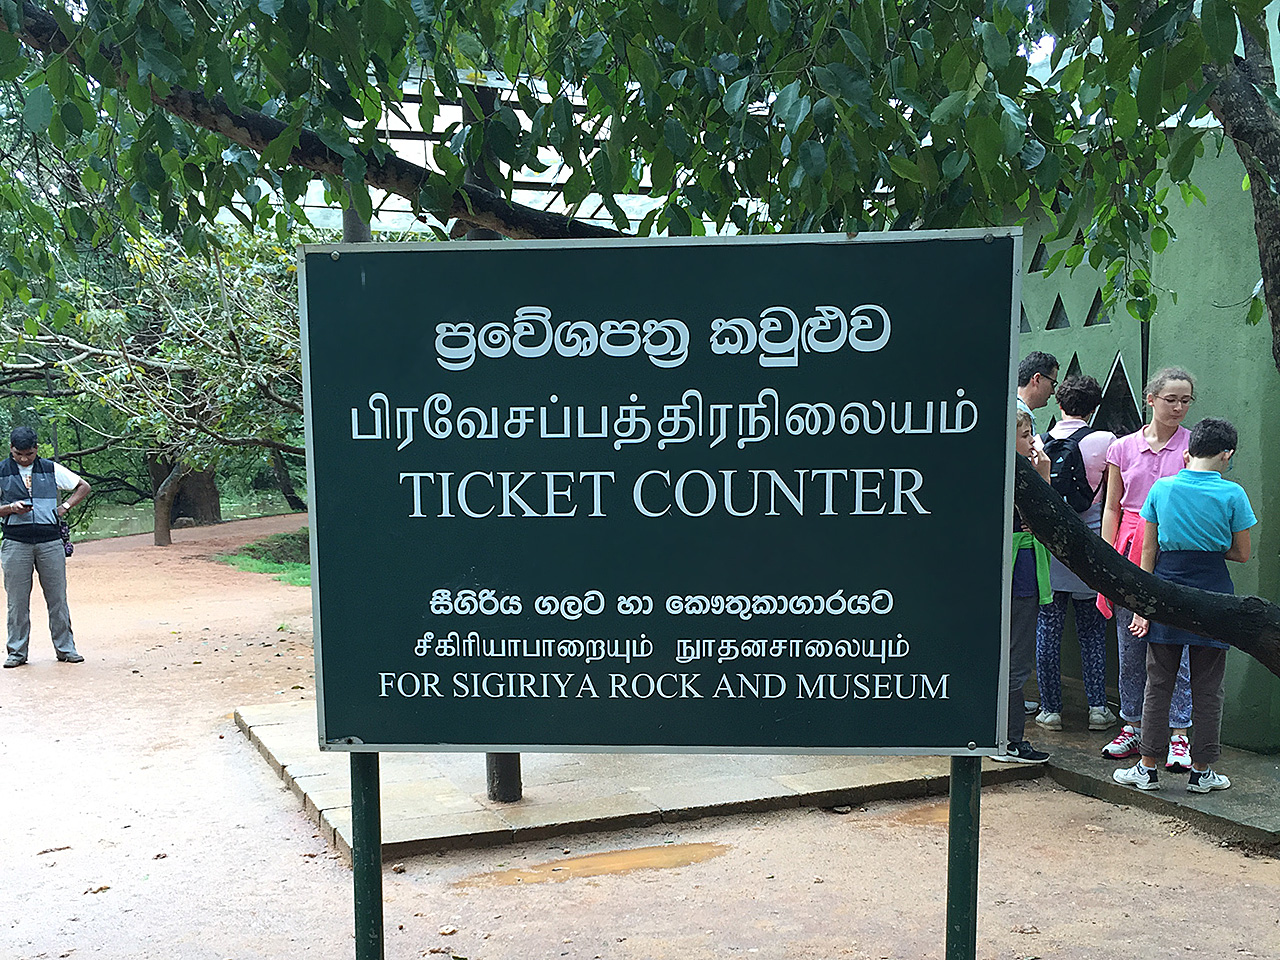 ප්‍රවේශපත්‍ර කවුළුව
பிரவேசப்பத்திரநிலையம்
TICKET COUNTER
සීගිරිය ගලට හා කෞතුකාගාරයට
சீகிரியாபாறையையும் நூதனசாலையும்
FOR SIGIRIYA ROCK AND MUSEUM